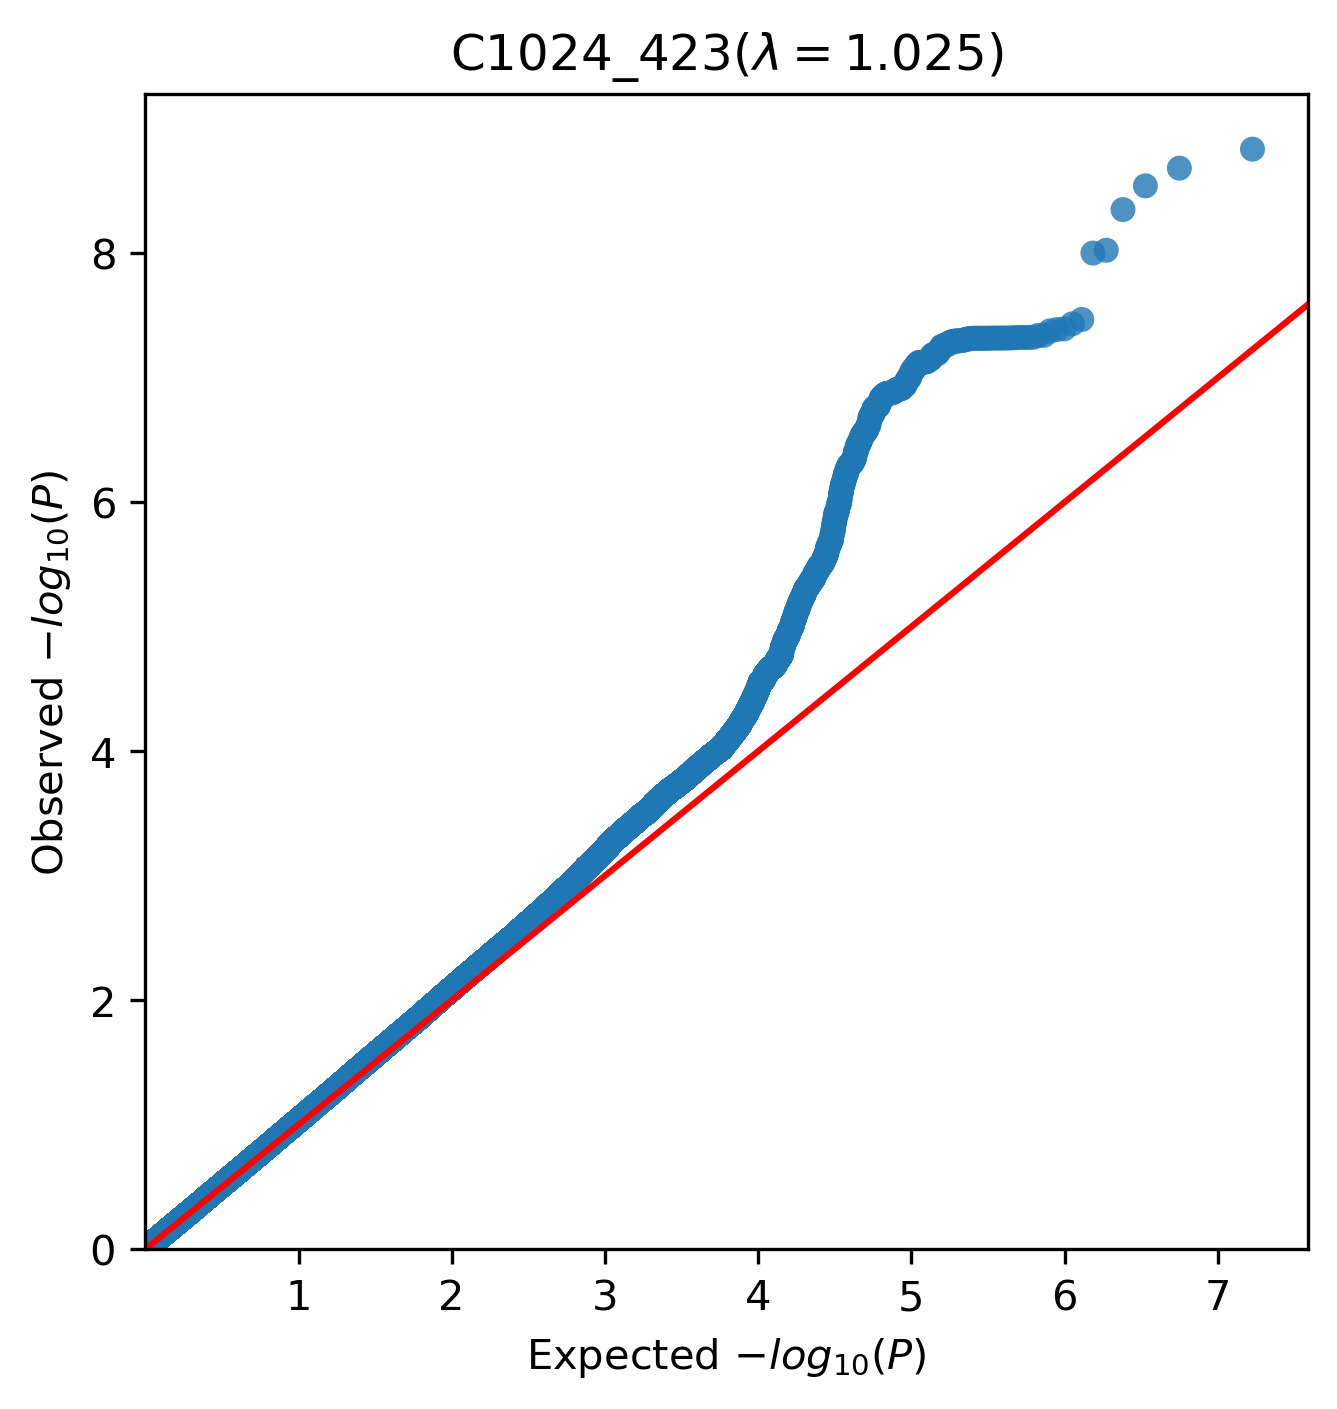 C1024_423(λ = 1.025)
Observed −log₁₀(P)
8
6
4
2
0
1 2 3 4 5 6 7
Expected −log₁₀(P)